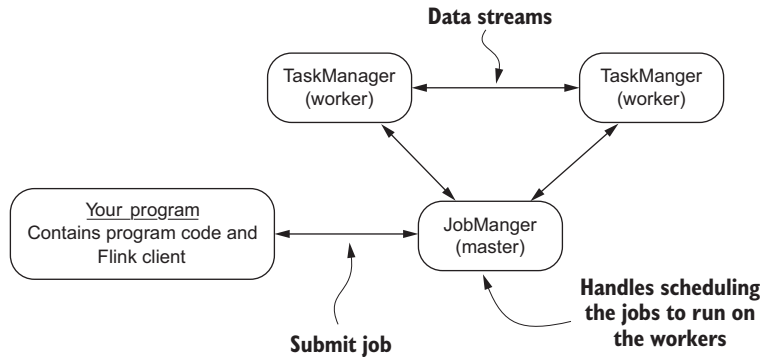 Data streams
TaskManager
(worker)
TaskManger
(worker)
Your program
Contains program code and
Flink client
JobManger
(master)
Submit job
Handles scheduling
the jobs to run on
the workers